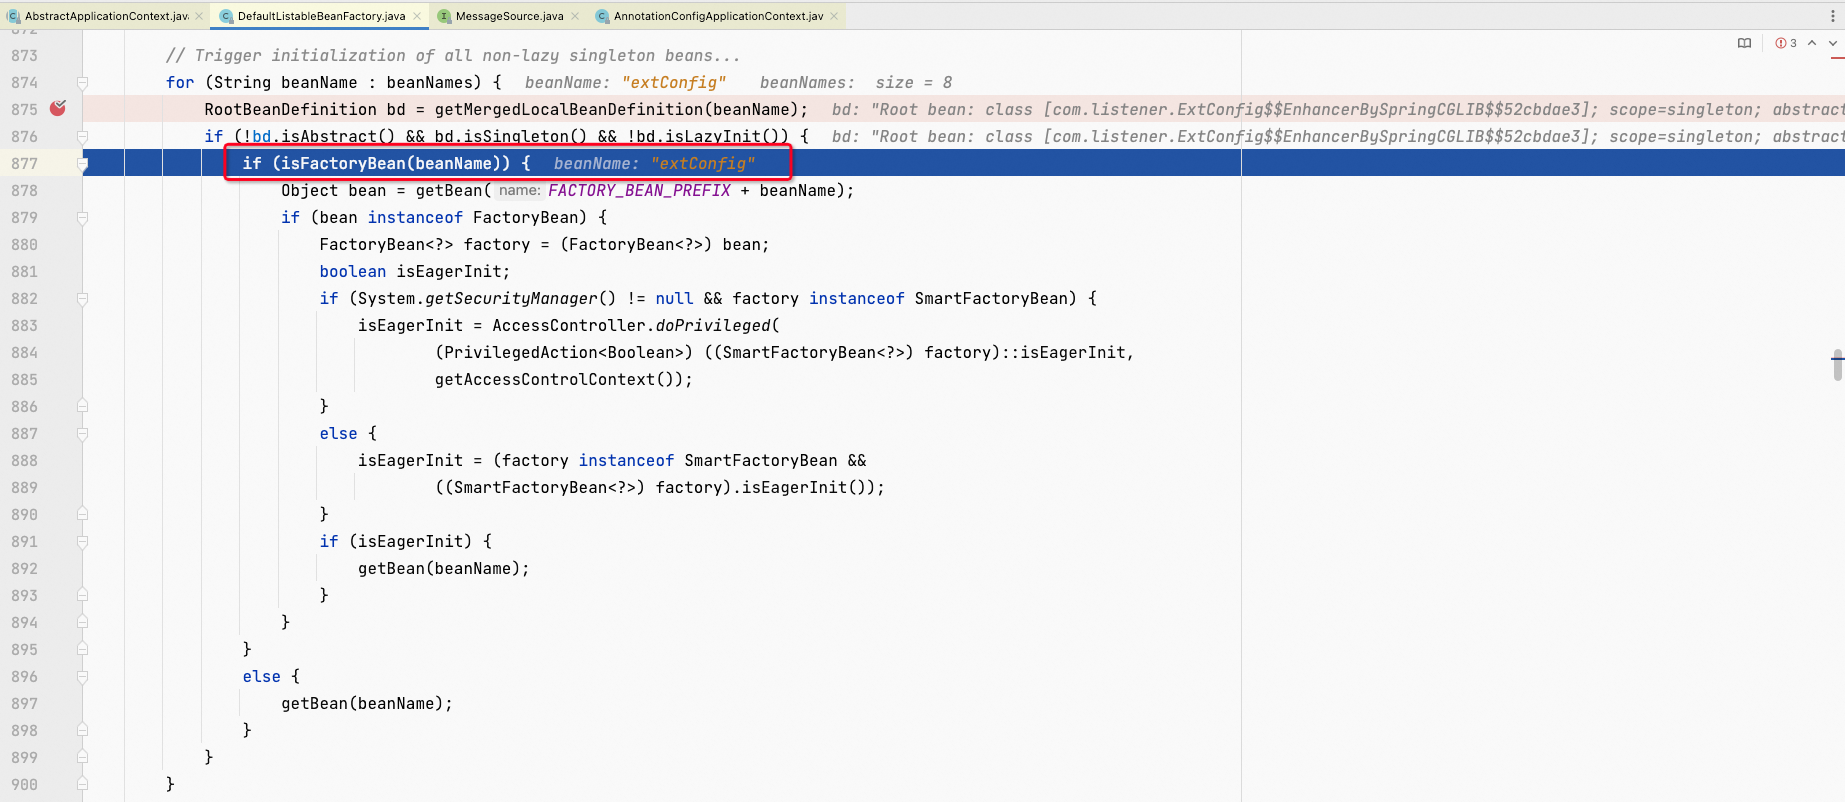 AbstractApplicationContext.java DefaultListableBeanFactory.java MessageSource.java AnnotationConfigApplicationContext.jav
872
3
873 // Trigger initialization of all non-lazy singleton beans...
874 for (String beanName : beanNames) { beanName: "extConfig" beanNames: size = 8
875 RootBeanDefinition bd = getMergedLocalBeanDefinition(beanName); bd: "Root bean: class [com.listener.ExtConfig$$EnhancerBySpringCGLIB$$52cbdae3]; scope=singleton; abstract
876 if (!bd.isAbstract() && bd.isSingleton() && !bd.isLazyInit()) { bd: "Root bean: class [com.listener.ExtConfig$$EnhancerBySpringCGLIB$$52cbdae3]; scope=singleton; abstract
877 if (isFactoryBean(beanName)) { beanName: "extConfig"
878 Object bean = getBean( name: FACTORY_BEAN_PREFIX + beanName);
879 if (bean instanceof FactoryBean) {
880 FactoryBean<?> factory = (FactoryBean<?>) bean;
881 boolean isEagerInit;
882 if (System.getSecurityManager() != null && factory instanceof SmartFactoryBean) {
883 isEagerInit = AccessController.doPrivileged(
884 (PrivilegedAction<Boolean>) ((SmartFactoryBean<?>) factory)::isEagerInit,
885 getAccessControlContext());
886 }
887 else {
888 isEagerInit = (factory instanceof SmartFactoryBean &&
889 ((SmartFactoryBean<?>) factory).isEagerInit());
890 }
891 if (isEagerInit) {
892 getBean(beanName);
893 }
894 }
895 }
896 else {
897 getBean(beanName);
898 }
899 }
900 }